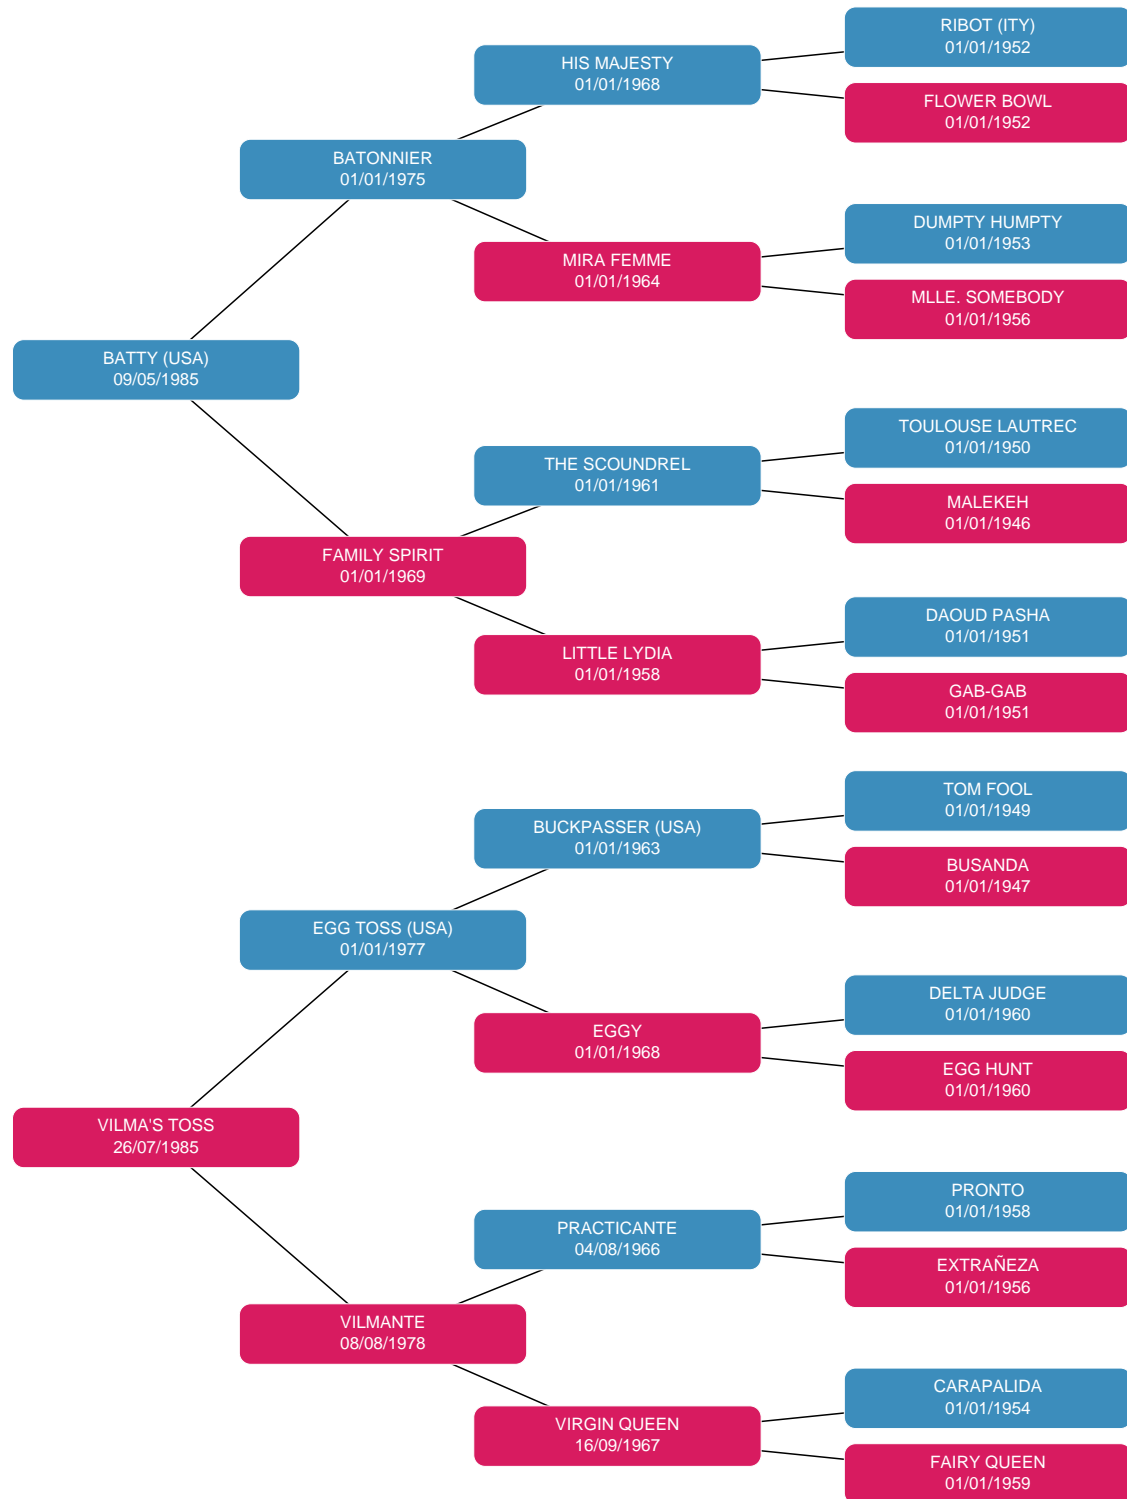 RIBOT (ITY)
01/01/1952
HIS MAJESTY
01/01/1968
FLOWER BOWL
01/01/1952
BATONNIER
01/01/1975
DUMPTY HUMPTY
01/01/1953
MIRA FEMME
01/01/1964
MLLE. SOMEBODY
01/01/1956
BATTY (USA)
09/05/1985
TOULOUSE LAUTREC
01/01/1950
THE SCOUNDREL
01/01/1961
MALEKEH
01/01/1946
FAMILY SPIRIT
01/01/1969
DAOUD PASHA
01/01/1951
LITTLE LYDIA
01/01/1958
GAB-GAB
01/01/1951
TOM FOOL
01/01/1949
BUCKPASSER (USA)
01/01/1963
BUSANDA
01/01/1947
EGG TOSS (USA)
01/01/1977
DELTA JUDGE
01/01/1960
EGGY
01/01/1968
EGG HUNT
01/01/1960
VILMA'S TOSS
26/07/1985
PRONTO
01/01/1958
PRACTICANTE
04/08/1966
EXTRAÑEZA
01/01/1956
VILMANTE
08/08/1978
CARAPALIDA
01/01/1954
VIRGIN QUEEN
16/09/1967
FAIRY QUEEN
01/01/1959